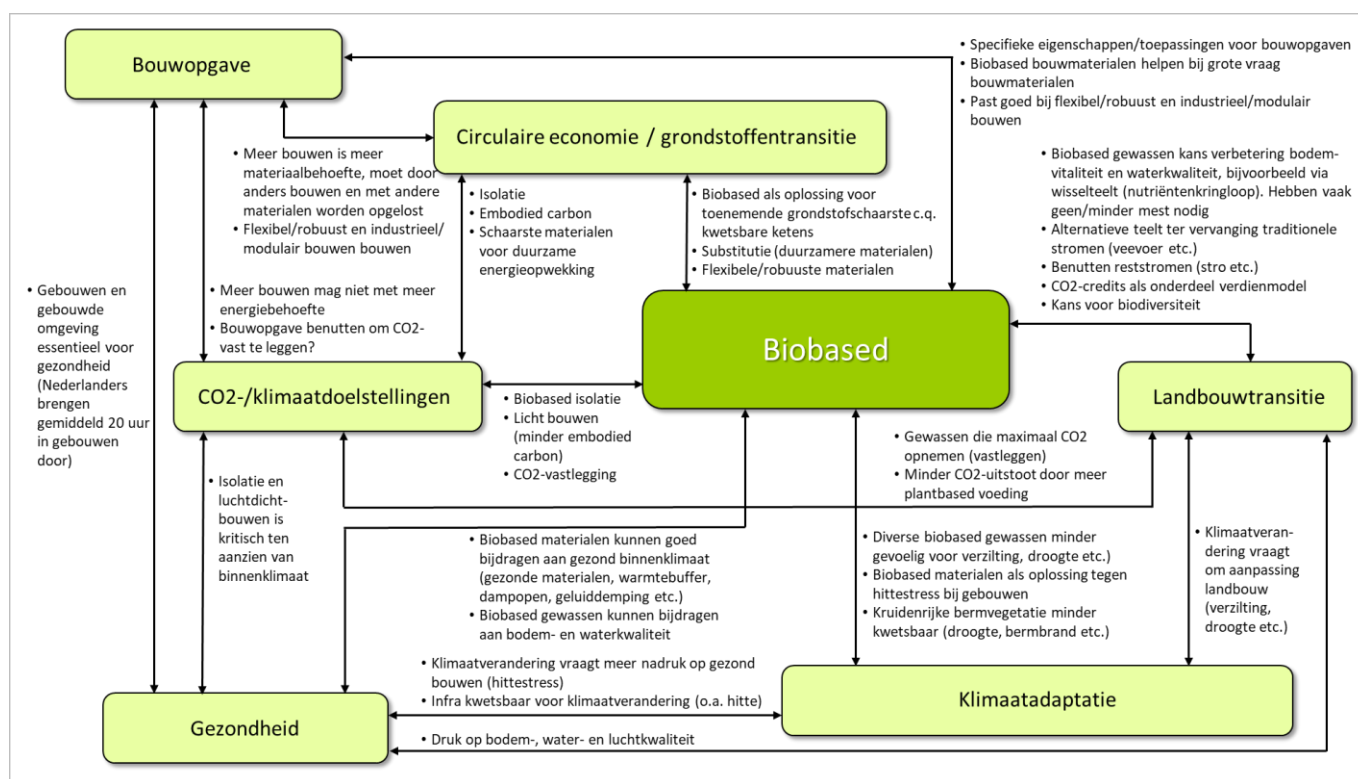 Bouwopgave
• Specifieke eigenschappen/toepassingen voor bouwopgaven
• Biobased bouwmaterialen helpen bij grote vraag
bouwmaterialen
• Past goed bij flexibel/robuust en industrieel/modulair
bouwen
Circulaire economie / grondstoffentransitie
• Meer bouwen is meer
materiaalbehoefte, moet door
anders bouwen en met andere
materialen worden opgelost
• Flexibel/robuust en industrieel/
modulair bouwen bouwen
• Isolatie
• Embodied carbon
• Schaarste materialen
voor duurzame
energieopwekking
• Biobased als oplossing voor
toenemende grondstofschaarste c.q.
kwetsbare ketens
• Substitutie (duurzamere materialen)
• Flexibele/robuuste materialen
• Biobased gewassen kans verbetering bodem-
vitaliteit en waterkwaliteit, bijvoorbeeld via
wisselteelt (nutriëntenkringloop). Hebben vaak
geen/minder mest nodig
• Alternatieve teelt ter vervanging traditionele
stromen (veevoer etc.)
• Benutten reststromen (stro etc.)
• CO2-credits als onderdeel verdienmodel
• Kans voor biodiversiteit
• Gebouwen en
gebouwde
omgeving
essentieel voor
gezondheid
(Nederlanders
brengen
gemiddeld 20 uur
in gebouwen
door)
• Meer bouwen mag niet met meer
energiebehoefte
• Bouwopgave benutten om CO2-
vast te leggen?
Biobased
CO2-/klimaatdoelstellingen
Landbouwtransitie
• Biobased isolatie
• Licht bouwen
(minder embodied
carbon)
• CO2-vastlegging
• Gewassen die maximaal CO2
opnemen (vastleggen)
• Minder CO2-uitstoot door meer
plantbased voeding
• Isolatie en
luchtdicht-
bouwen is
kritisch ten
aanzien van
binnenklimaat
• Biobased materialen kunnen goed
bijdragen aan gezond binnenklimaat
(gezonde materialen, warmtebuffer,
dampopen, geluiddemping etc.)
• Biobased gewassen kunnen bijdragen
aan bodem- en waterkwaliteit
• Diverse biobased gewassen minder
gevoelig voor verzilting, droogte etc.)
• Biobased materialen als oplossing tegen
hittestress bij gebouwen
• Kruidenrijke bermvegetatie minder
kwetsbaar (droogte, bermbrand etc.)
• Klimaatveran-
dering vraagt
om aanpassing
landbouw
(verzilting,
droogte etc.)
• Klimaatverandering vraagt meer nadruk op gezond
bouwen (hittestress)
• Infra kwetsbaar voor klimaatverandering (o.a. hitte)
Klimaatadaptatie
Gezondheid
• Druk op bodem-, water- en luchtkwaliteit